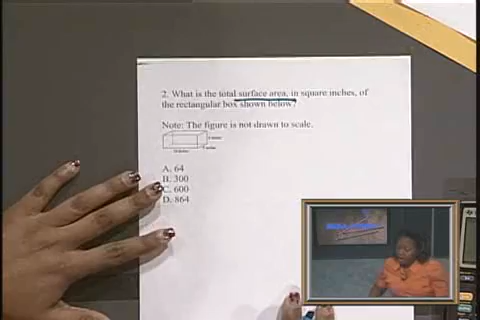 2. What is the total surface area, in square inches, of
the rectangular box shown below?
Note: The figure is not drawn to scale.
A. 64
B. 300
C. 600
D. 864